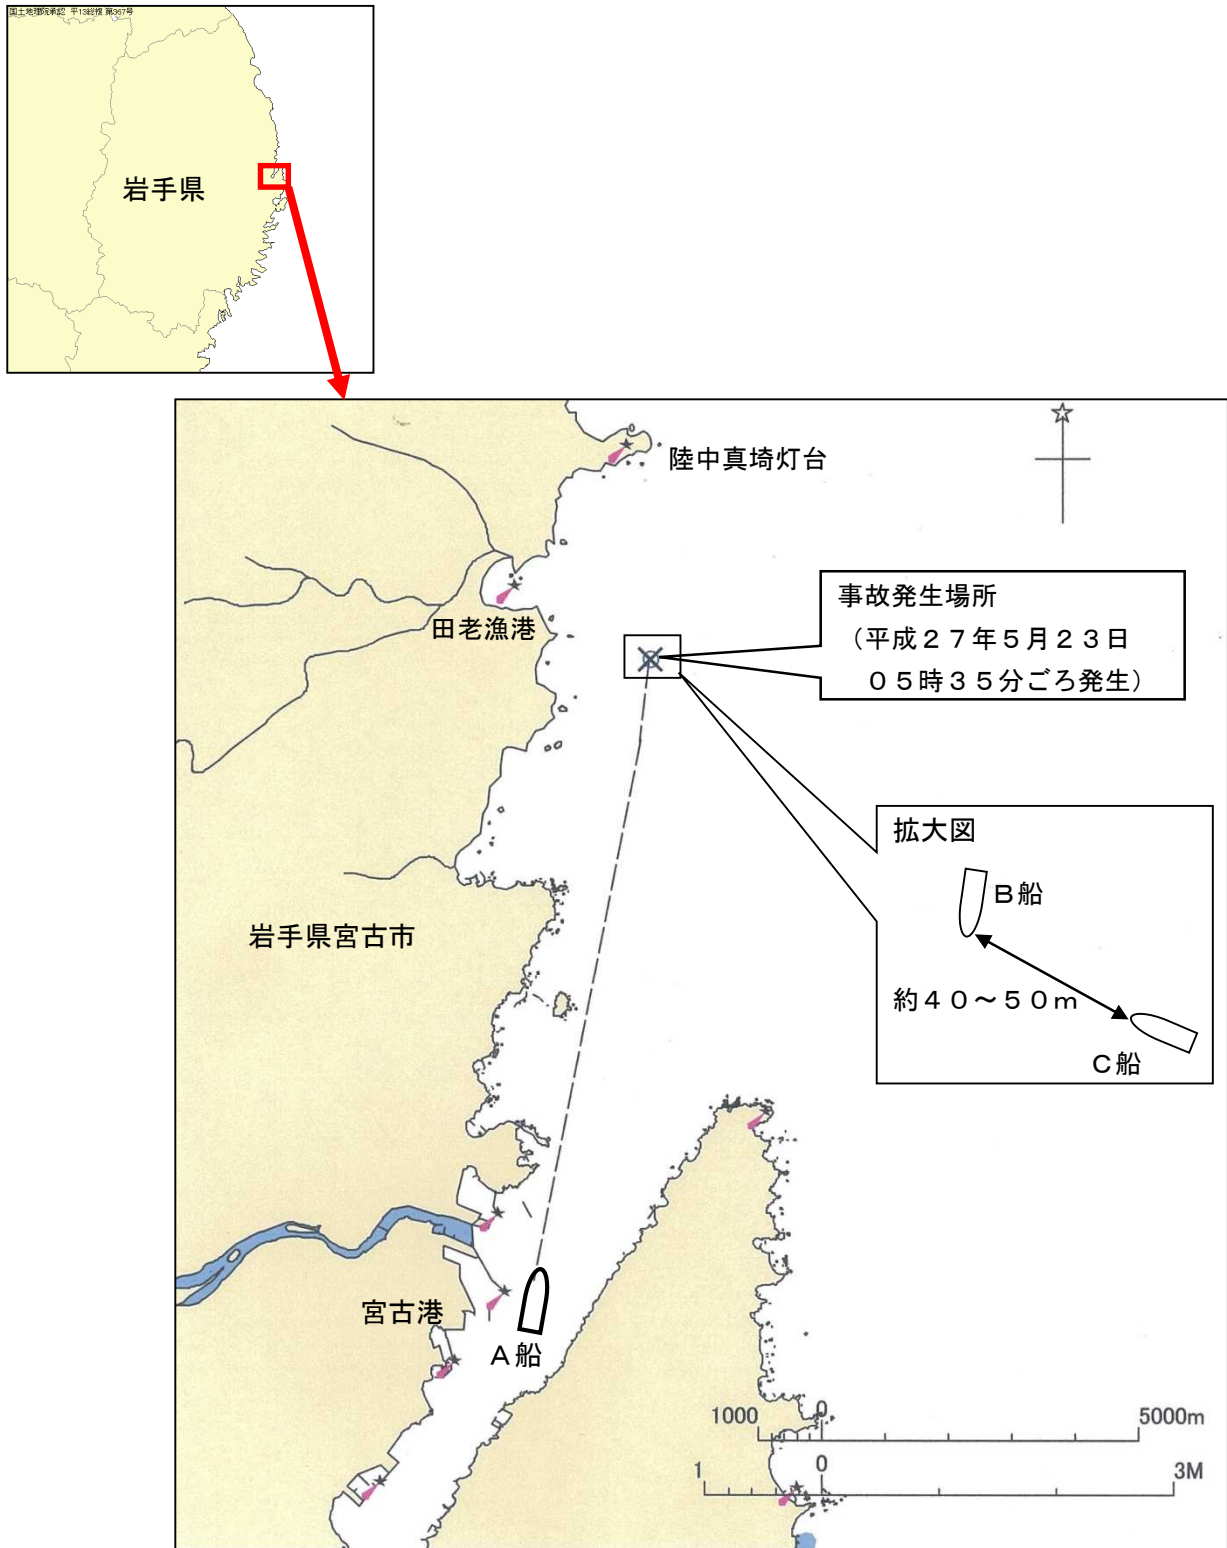 国土地理院承認 平13総複 第367号
岩手県
陸中真埼灯台
田老漁港
事故発生場所
(平成27年5月23日
05時35分ごろ発生)
拡大図
B船
約40~50m
C船
岩手県宮古市
宮古港
A船
1000 0 5000m
1 0 3M